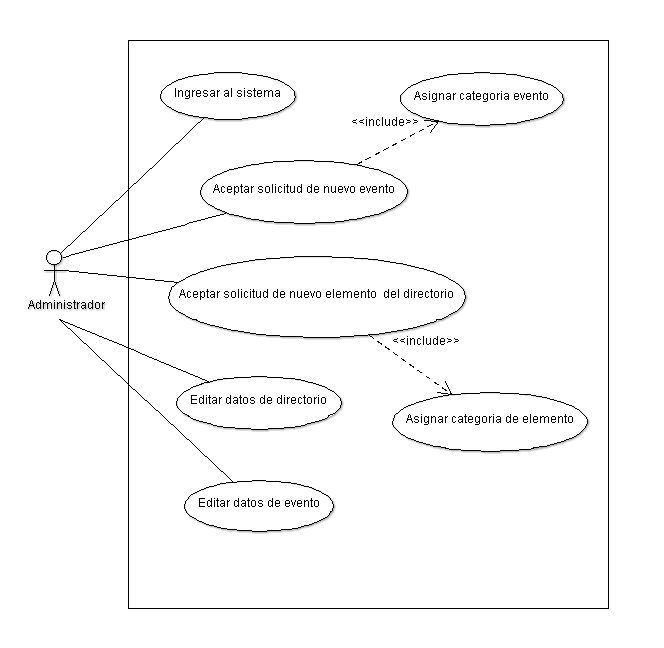 Ingresar al sistema
Asignar categoria evento
<<include>>
Aceptar solicitud de nuevo evento
Aceptar solicitud de nuevo elemento  del directorio
Administrador
<<include>>
Editar datos de directorio
Asignar categoria de elemento
Editar datos de evento